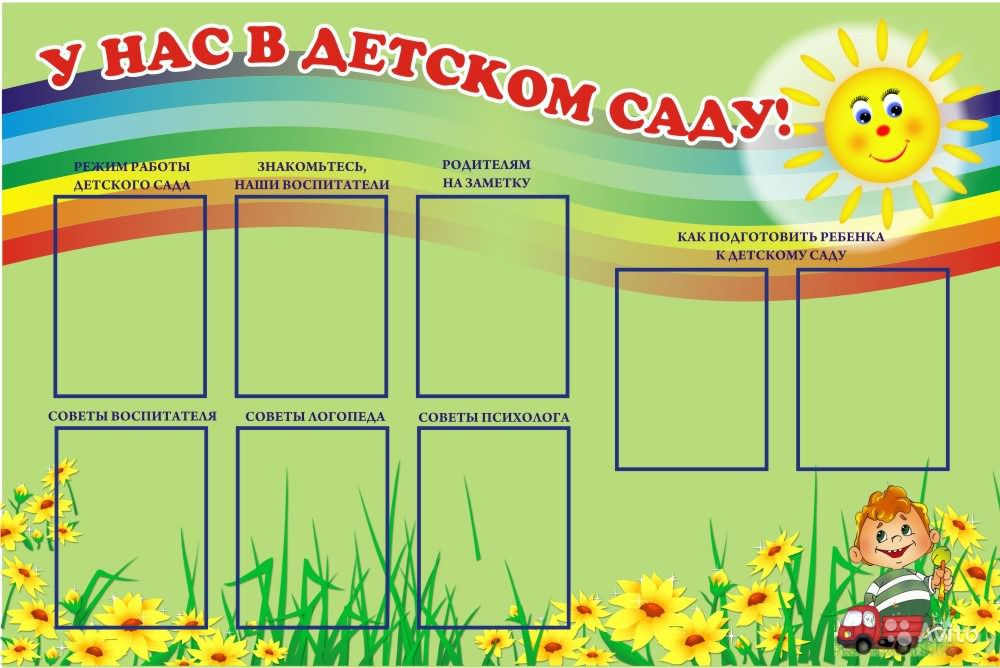 У НАС В ДЕТСКОМ САДУ!
РЕЖИМ РАБОТЫ
ДЕТСКОГО САДА
ЗНАКОМЬТЕСЬ,
НАШИ ВОСПИТАТЕЛИ
РОДИТЕЛЯМ
НА ЗАМЕТКУ
КАК ПОДГОТОВИТЬ РЕБЕНКА
К ДЕТСКОМУ САДУ
СОВЕТЫ ВОСПИТАТЕЛЯ
СОВЕТЫ ЛОГОПЕДА
СОВЕТЫ ПСИХОЛОГА
Avito